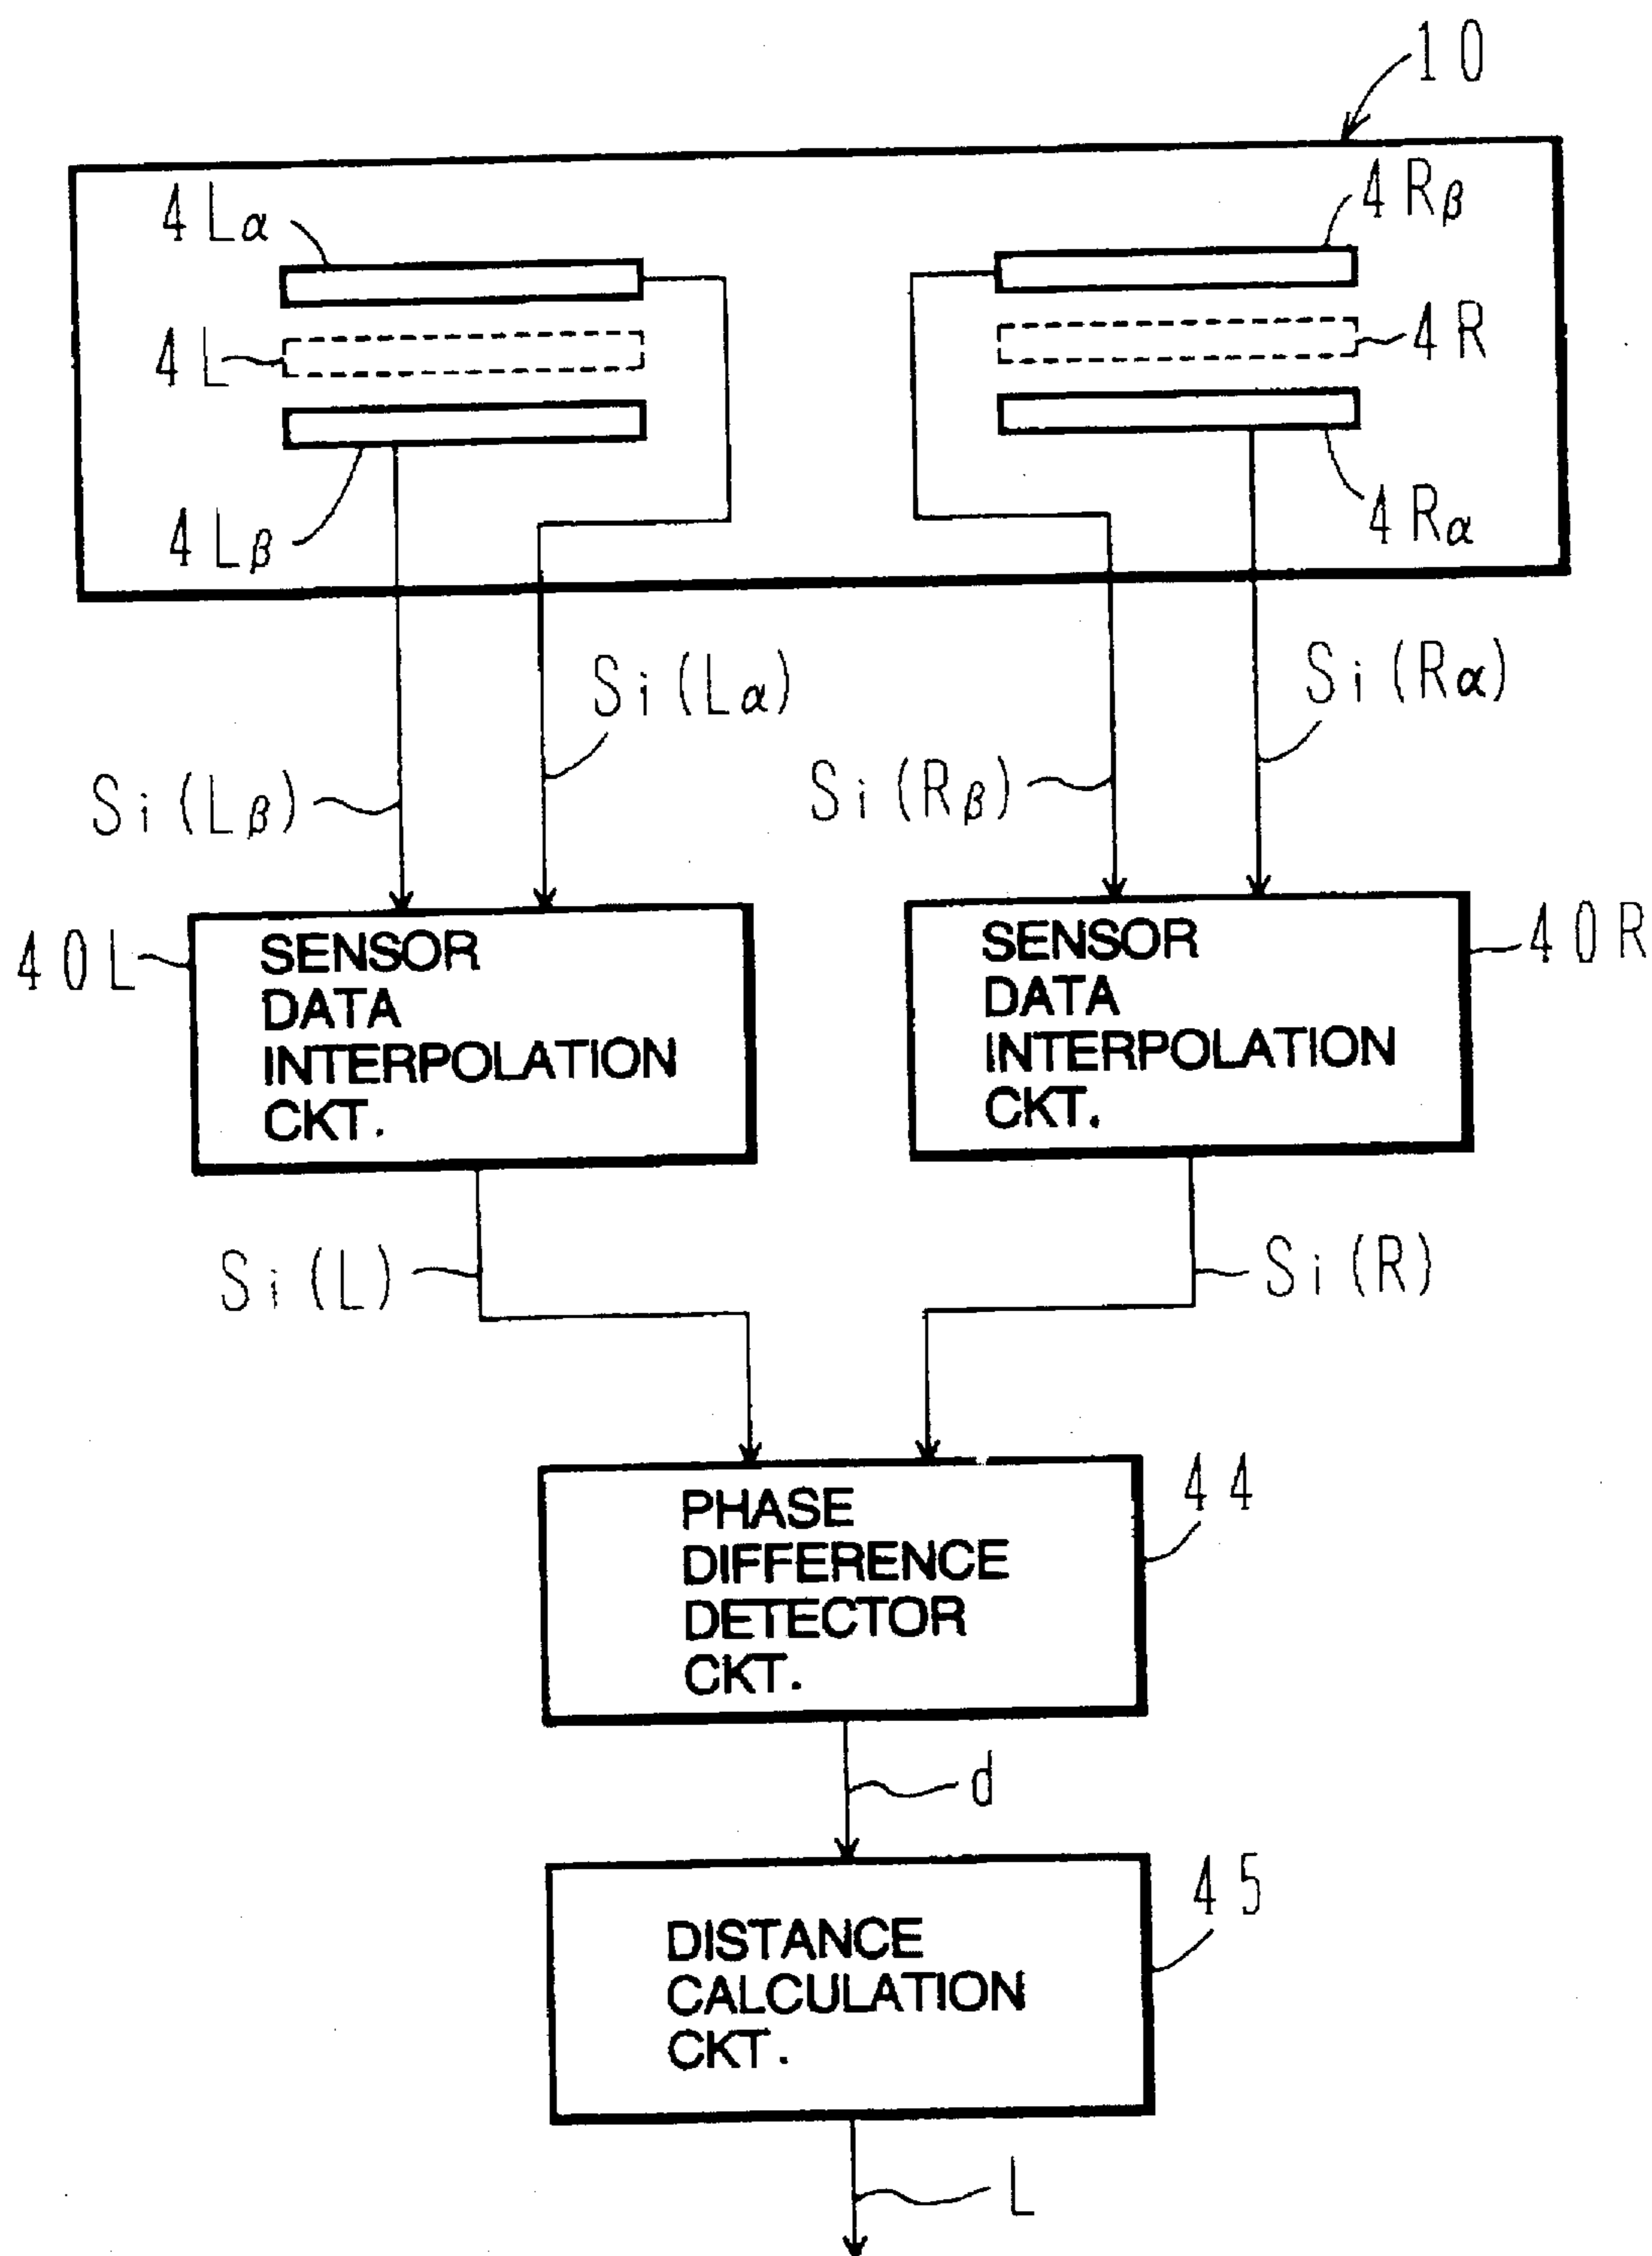 10
4Lα
4Rβ
4L
4R
4Lβ
4Rα
Si(Lα)
Si(Rα)
Si(Lβ)
Si(Rβ)
40L
SENSOR
DATA
INTERPOLATION
CKT.
SENSOR
DATA
INTERPOLATION
CKT.
40R
Si(L)
Si(R)
PHASE
DIFFERENCE
DETECTOR
CKT.
44
d
45
DISTANCE
CALCULATION
CKT.
L